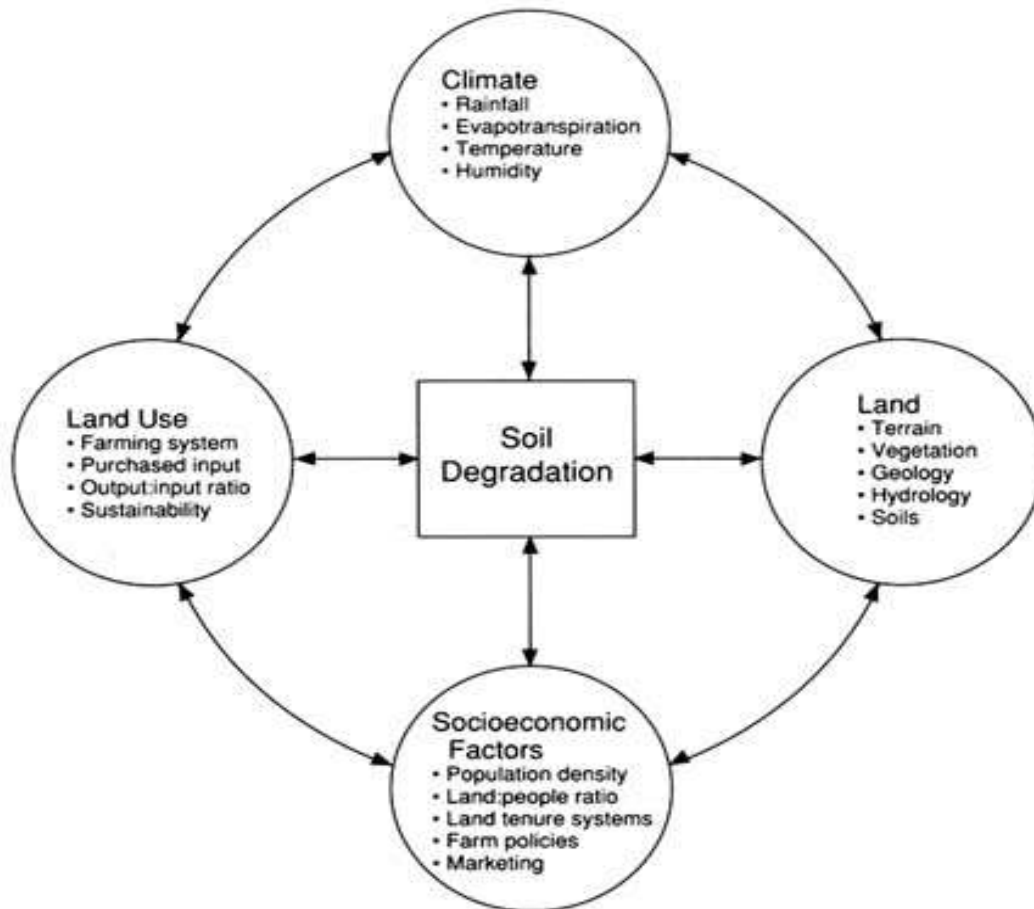 Climate
• Rainfall
• Evapotranspiration
• Temperature
• Humidity
Land Use
• Farming system
• Purchased input
• Output:input ratio
• Sustainability
Soil
Degradation
Land
• Terrain
• Vegetation
• Geology
• Hydrology
• Soils
Socioeconomic
Factors
• Population density
• Land:people ratio
• Land tenure systems
• Farm policies
• Marketing